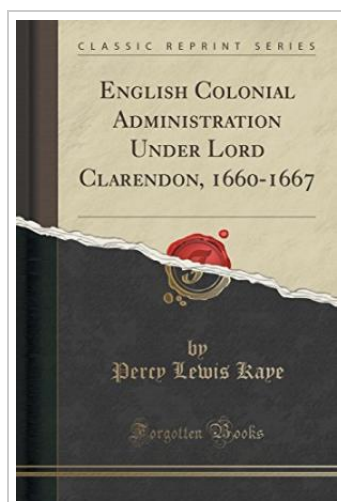 CLASSIC REPRINT SERIES
ENGLISH COLONIAL
ADMINISTRATION
UNDER LORD
CLARENDON, 1660-1667
by
Percy Lewis Kaye
Forgotten Books